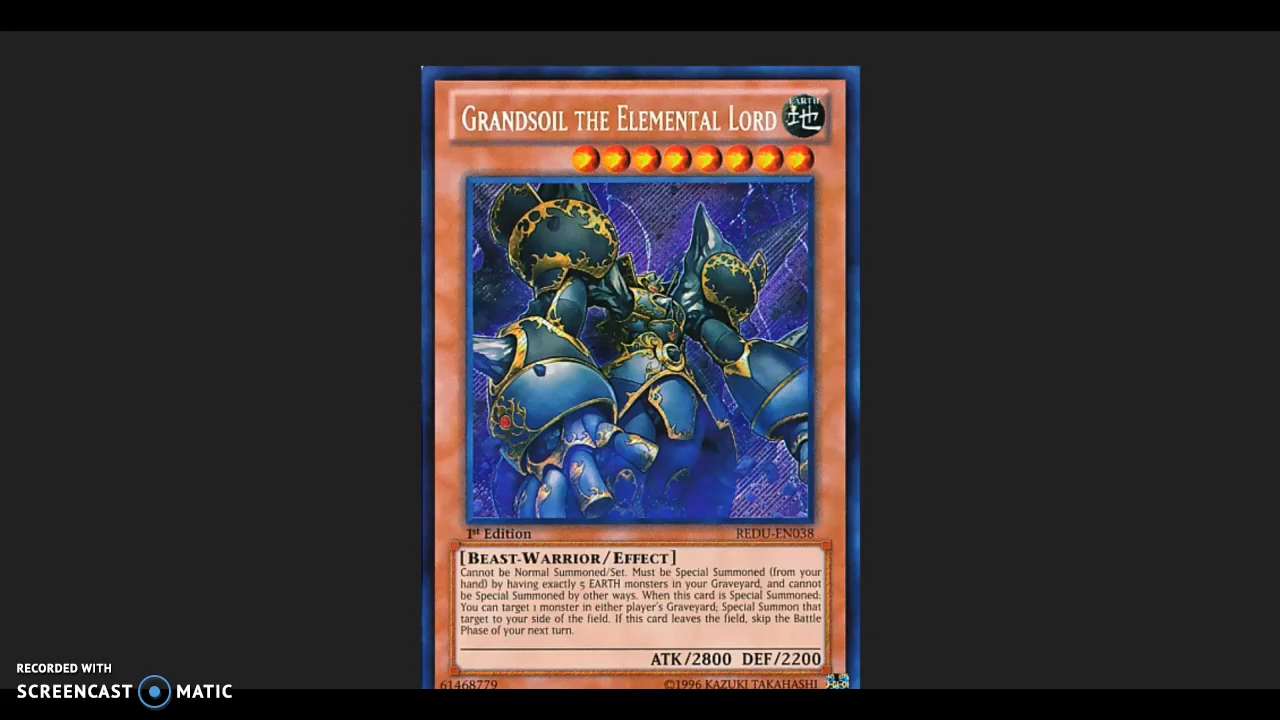 GRANDSOIL THE ELEMENTAL LORD
EARTH
地
1st Edition
REDU-EN038
[BEAST-WARRIOR/EFFECT]
Cannot be Normal Summoned/Set. Must be Special Summoned (from your
hand) by having exactly 5 EARTH monsters in your Graveyard, and cannot
be Special Summoned by other ways. When this card is Special Summoned:
You can target 1 monster in either player's Graveyard; Special Summon that
target to your side of the field. If this card leaves the field, skip the Battle
Phase of your next turn.
ATK/2800 DEF/2200
61468779
©1996 KAZUKI TAKAHASHI
RECORDED WITH
SCREENCAST MATIC